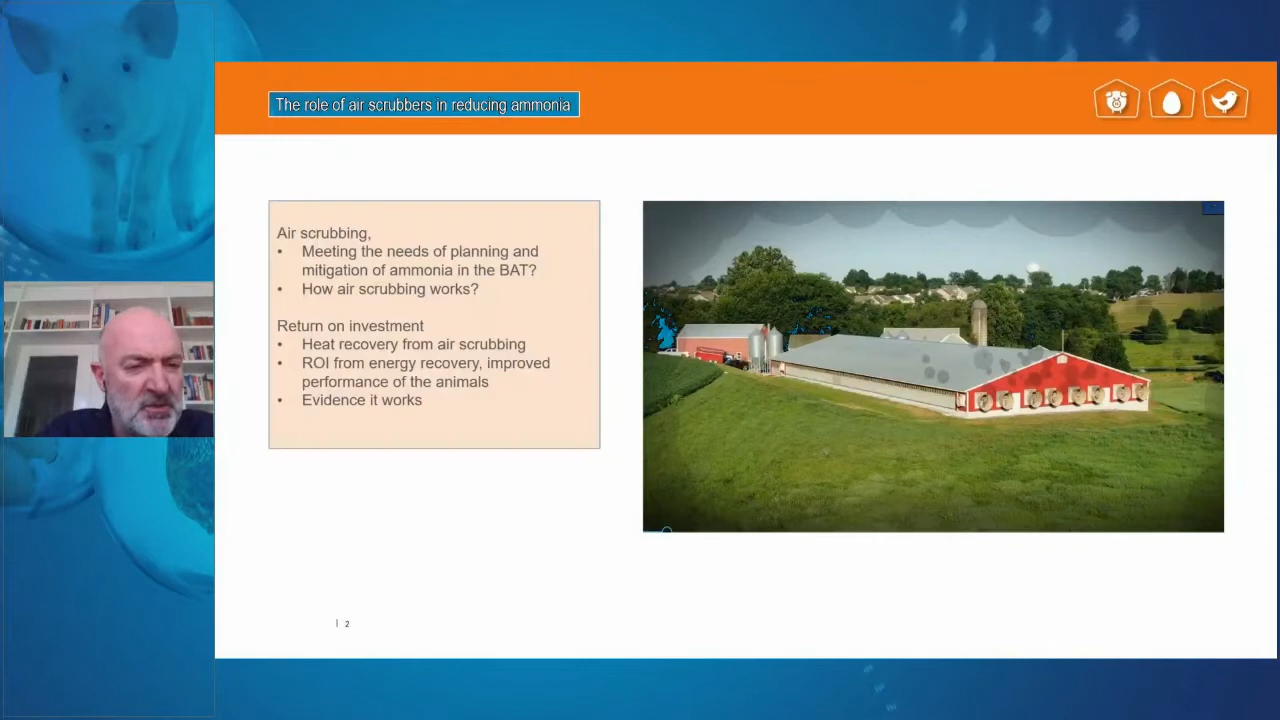 The role of air scrubbers in reducing ammonia
Air scrubbing,
• Meeting the needs of planning and
mitigation of ammonia in the BAT?
• How air scrubbing works?
Return on investment
• Heat recovery from air scrubbing
• ROI from energy recovery, improved
performance of the animals
• Evidence it works
| 2